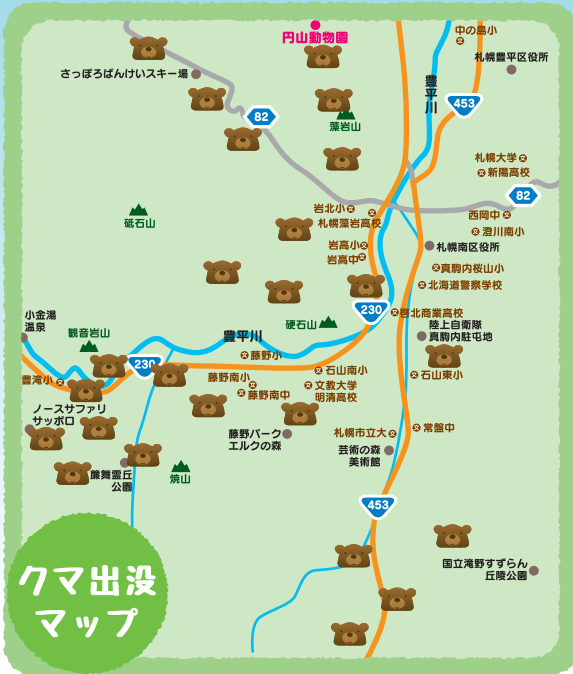 円山動物園
中の島小
札幌豊平区役所
さっぽろばんけいスキー場
豊平川
453
82
藻岩山
札幌大学
新陽高校
82
岩北小
札幌藻岩高校
西岡中
砥石山
澄川南小
岩高小
札幌南区役所
岩高中
真駒内桜山小
北海道警察学校
230
啓北商業高校
小金湯
温泉
硬石山
陸上自衛隊
真駒内駐屯地
観音岩山
豊平川
藤野小
230
石山南小
石山東小
豊滝小
藤野南小
文教大学
明清高校
藤野南中
ノースサファリ
サッポロ
藤野パーク
エルクの森
札幌市立大
常盤中
芸術の森
美術館
簾舞霊丘
公園
焼山
453
国立滝野すずらん
丘陵公園
クマ出没
マップ